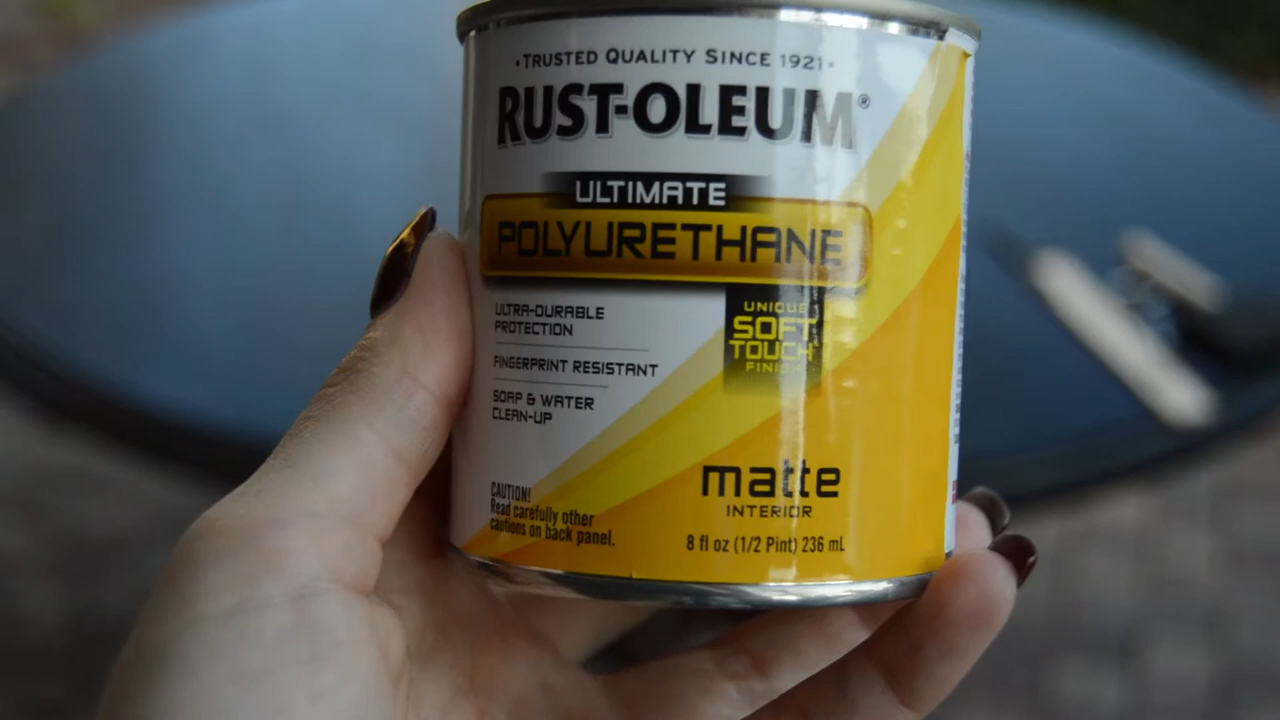 • TRUSTED QUALITY SINCE 1921 •
RUST-OLEUM®
ULTIMATE
POLYURETHANE
ULTRA-DURABLE
PROTECTION
FINGERPRINT RESISTANT
SOAP & WATER
CLEAN-UP
UNIQUE
SOFT
TOUCH
FINISH
CAUTION!
Read carefully other
cautions on back panel.
matte
INTERIOR
8 fl oz (1/2 Pint) 236 mL